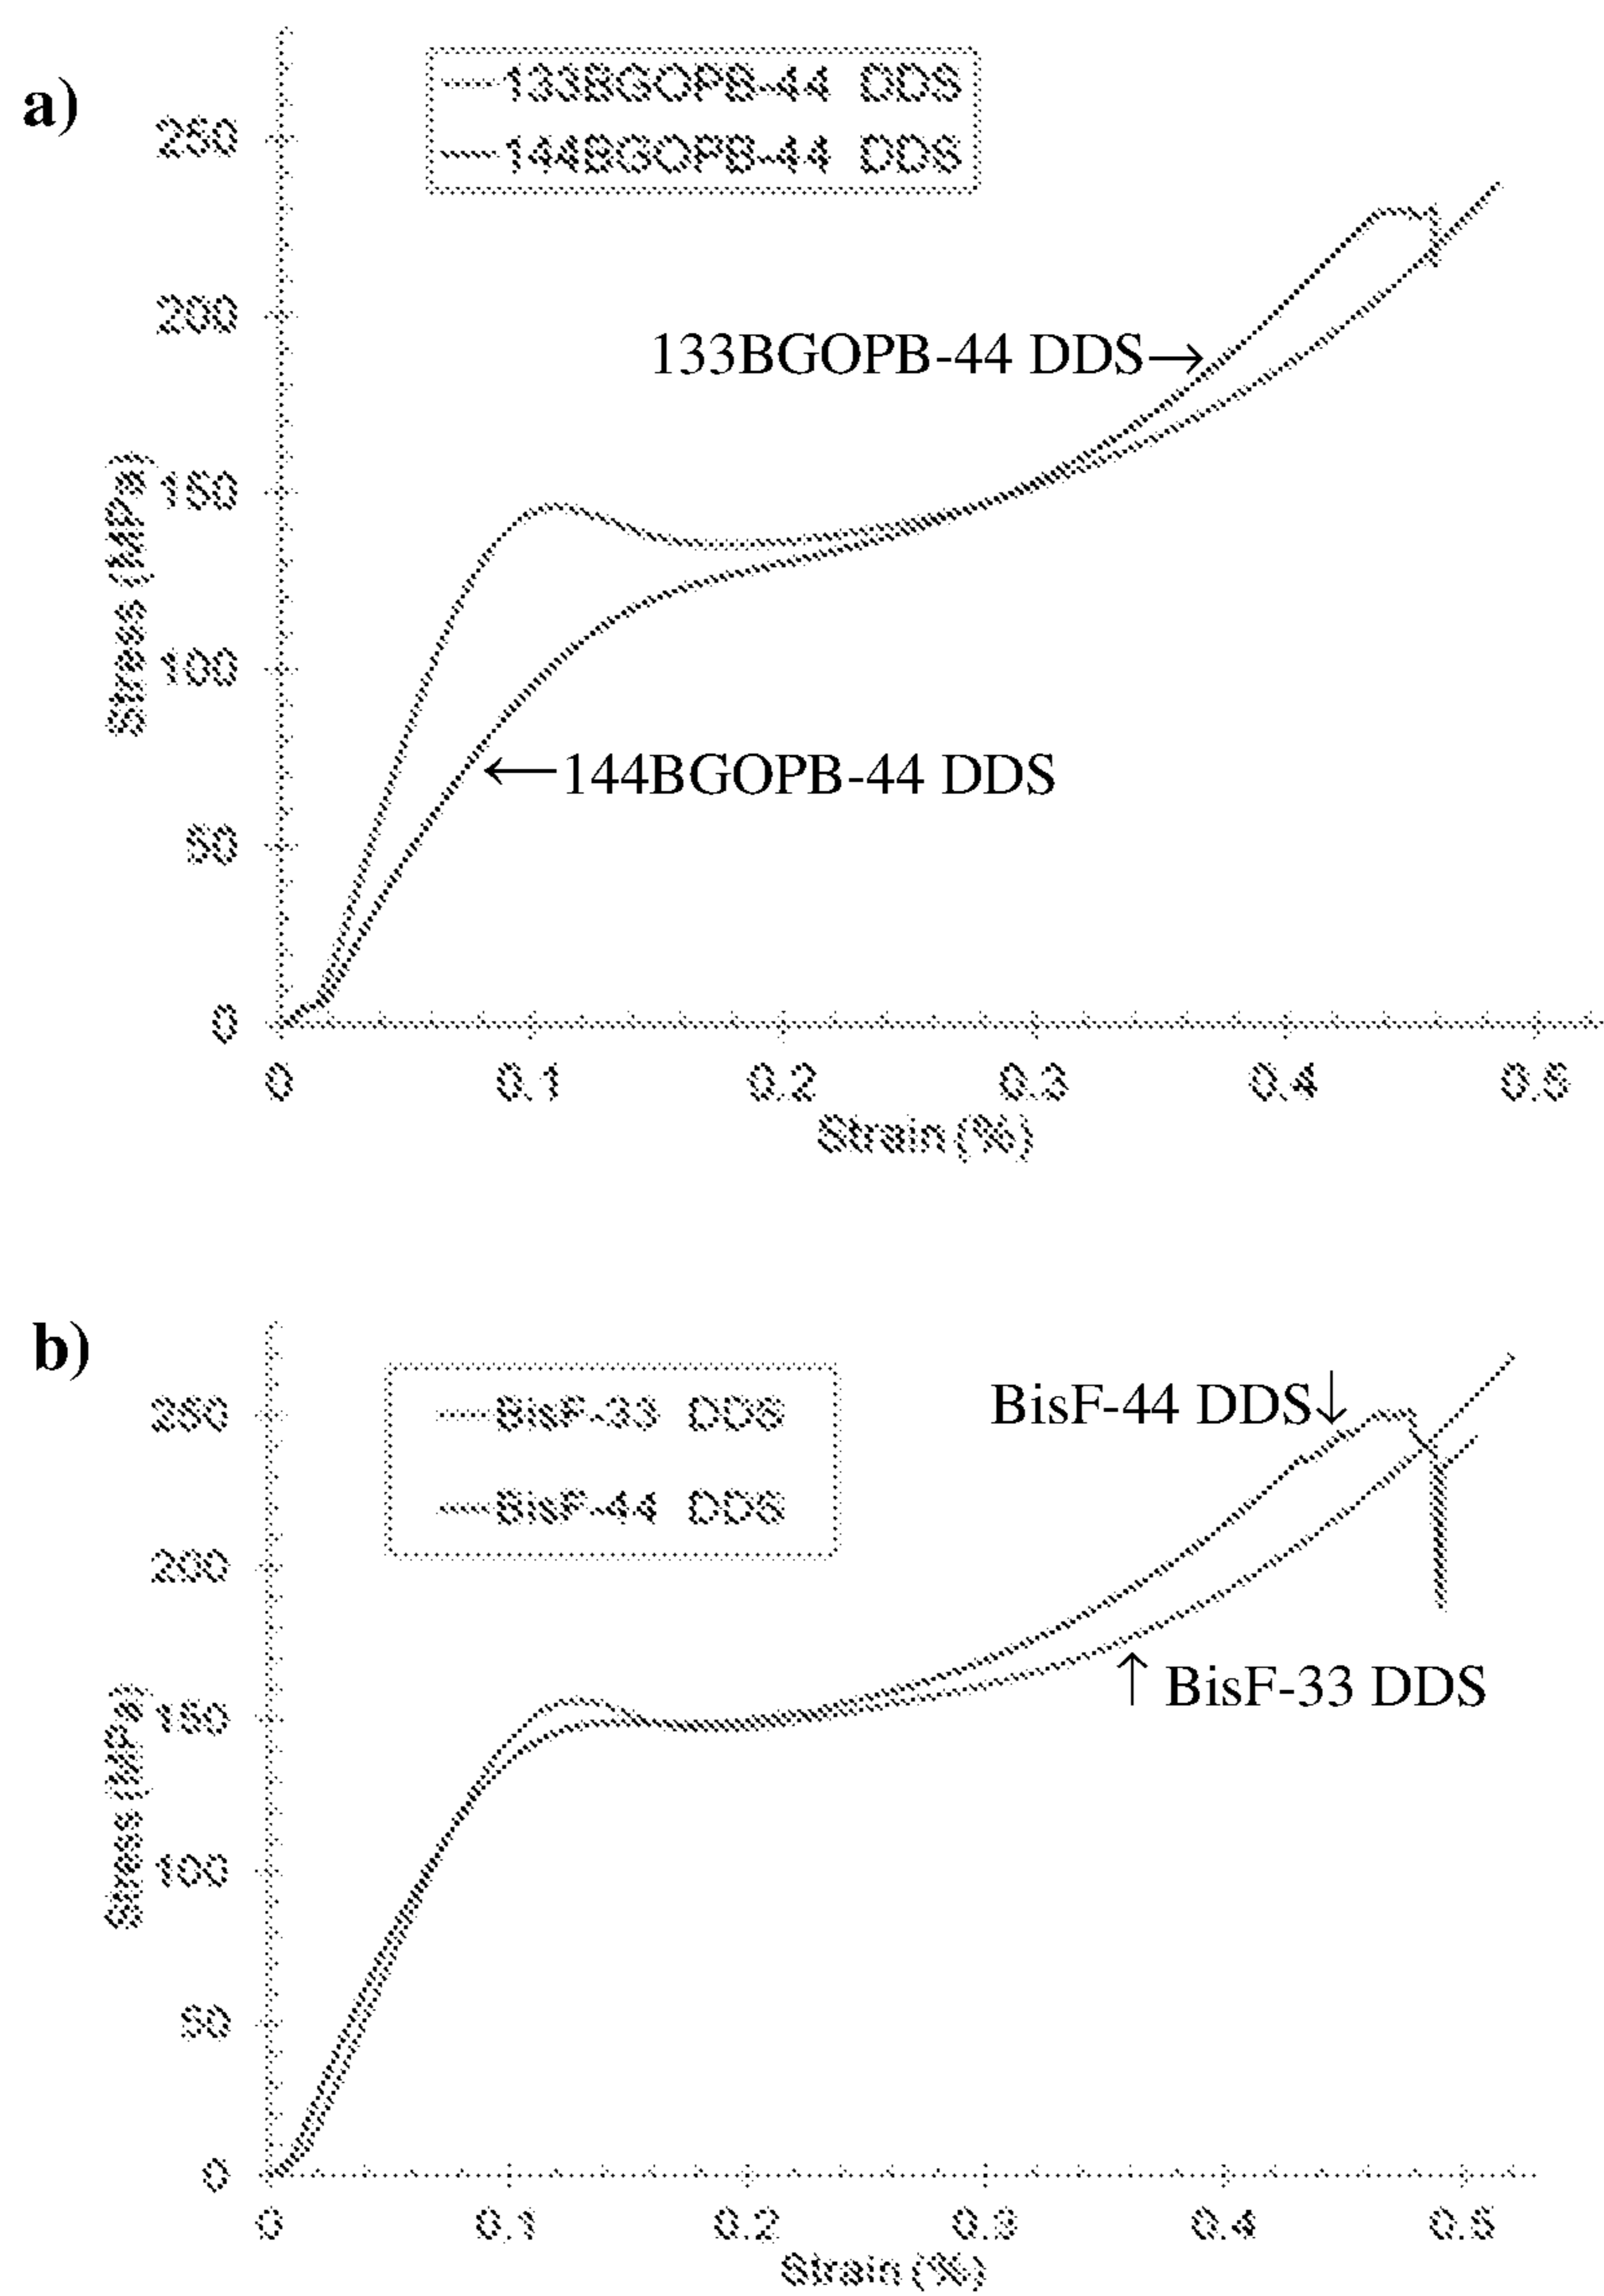 a)
133BGOPB-44 DDS
144BGOPB-44 DDS
250
200
150
100
50
0
Stress (MPa)
133BGOPB-44 DDS→
←144BGOPB-44 DDS
0 0.1 0.2 0.3 0.4 0.5
Strain (%)
b)
BisF-33 DDS
BisF-44 DDS
BisF-44 DDS↓
↑ BisF-33 DDS
250
200
150
100
50
0
Stress (MPa)
0 0.1 0.2 0.3 0.4 0.5
Strain (%)